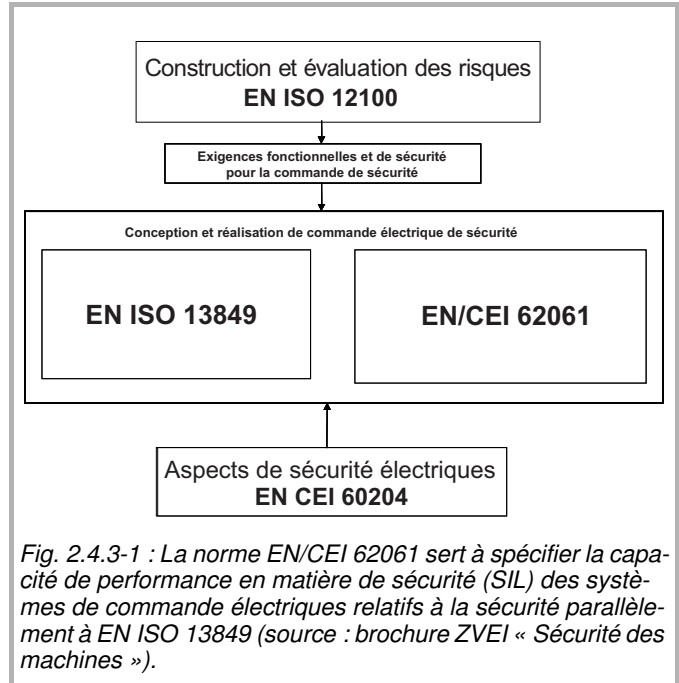 Construction et évaluation des risques
EN ISO 12100
Exigences fonctionnelles et de sécurité
pour la commande de sécurité
Conception et réalisation de commande électrique de sécurité
EN ISO 13849
EN/CEI 62061
Aspects de sécurité électriques
EN CEI 60204
Fig. 2.4.3-1 : La norme EN/CEI 62061 sert à spécifier la capa-
cité de performance en matière de sécurité (SIL) des systè-
mes de commande électriques relatifs à la sécurité parallèle-
ment à EN ISO 13849 (source : brochure ZVEI « Sécurité des
machines »).